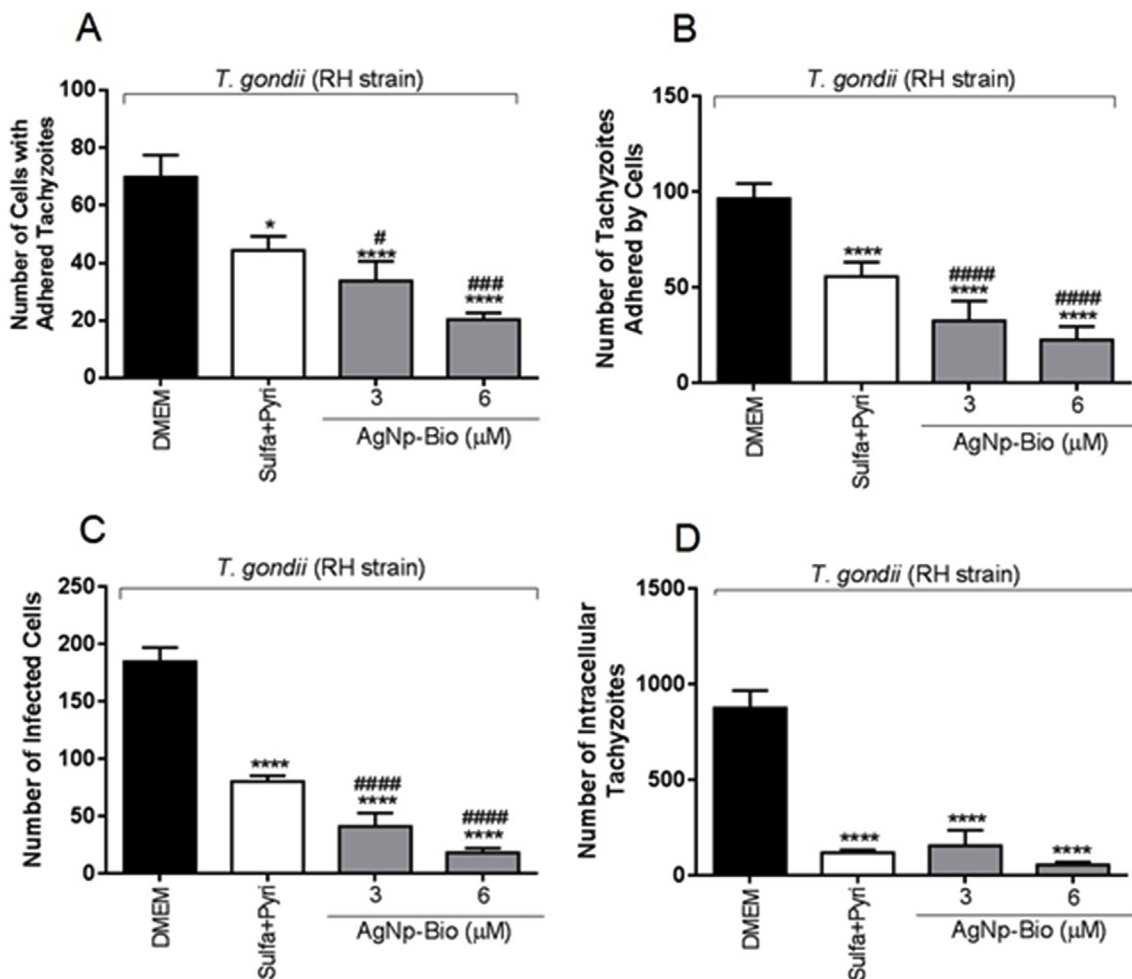 A
T. gondii (RH strain)
Number of Cells with
Adhered Tachyzoites
100
80
60
40
20
0
*
#
****
###
****
DMEM
Sulfa+Pyri
3
6
AgNp-Bio (µM)
B
T. gondii (RH strain)
Number of Tachyzoites
Adhered by Cells
150
100
50
0
****
####
****
####
****
DMEM
Sulfa+Pyri
3
6
AgNp-Bio (µM)
C
T. gondii (RH strain)
Number of Infected Cells
250
200
150
100
50
0
****
####
****
####
****
DMEM
Sulfa+Pyri
3
6
AgNp-Bio (µM)
D
T. gondii (RH strain)
Number of Intracellular
Tachyzoites
1500
1000
500
0
****
****
****
DMEM
Sulfa+Pyri
3
6
AgNp-Bio (µM)